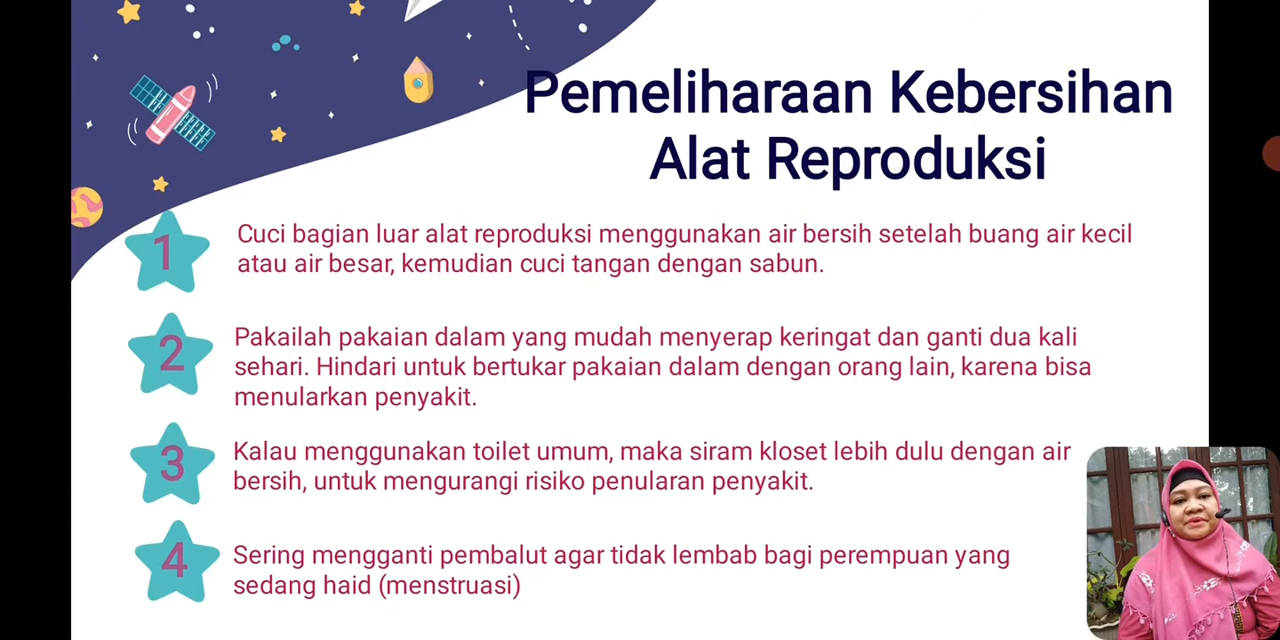 Pemeliharaan Kebersihan
Alat Reproduksi
1
Cuci bagian luar alat reproduksi menggunakan air bersih setelah buang air kecil
atau air besar, kemudian cuci tangan dengan sabun.
2
Pakailah pakaian dalam yang mudah menyerap keringat dan ganti dua kali
sehari. Hindari untuk bertukar pakaian dalam dengan orang lain, karena bisa
menularkan penyakit.
3
Kalau menggunakan toilet umum, maka siram kloset lebih dulu dengan air
bersih, untuk mengurangi risiko penularan penyakit.
4
Sering mengganti pembalut agar tidak lembab bagi perempuan yang
sedang haid (menstruasi)